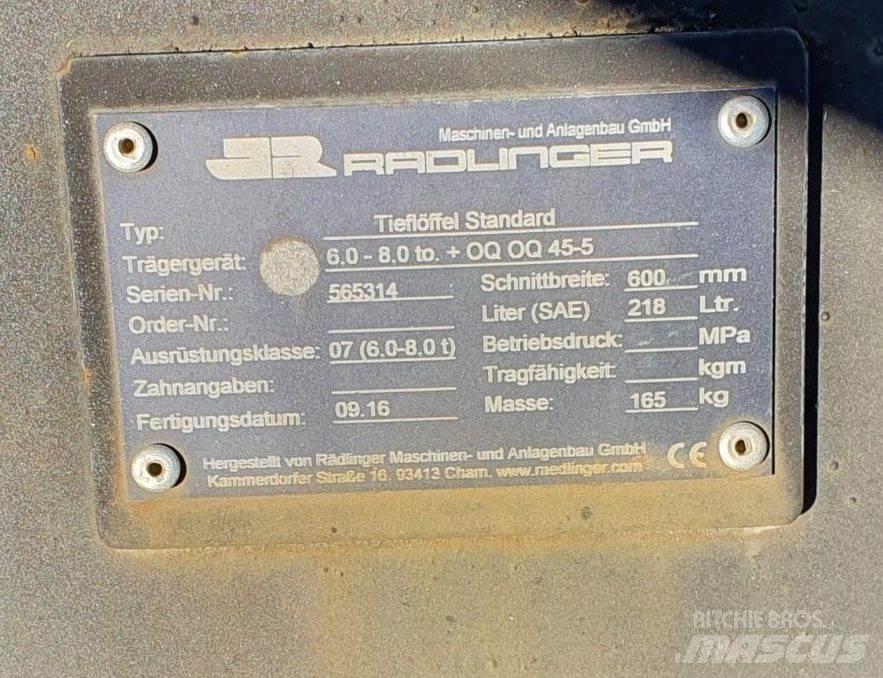 Maschinen- und Anlagenbau GmbH
JR RÄDLINGER
Typ: Tieflöffel Standard
Trägergerät: 6.0 - 8.0 to. + OQ OQ 45-5
Serien-Nr.: 565314 Schnittbreite: 600 mm
Order-Nr.: Liter (SAE) 218 Ltr.
Ausrüstungsklasse: 07 (6.0-8.0 t) Betriebsdruck: MPa
Zahnangaben: Tragfähigkeit: kgm
Fertigungsdatum: 09.16 Masse: 165 kg
Hergestellt von Rädlinger Maschinen- und Anlagenbau GmbH
Kammerdorfer Straße 16, 93413 Cham, www.raedlinger.com CE
RITCHIE BROS.
MASCUS